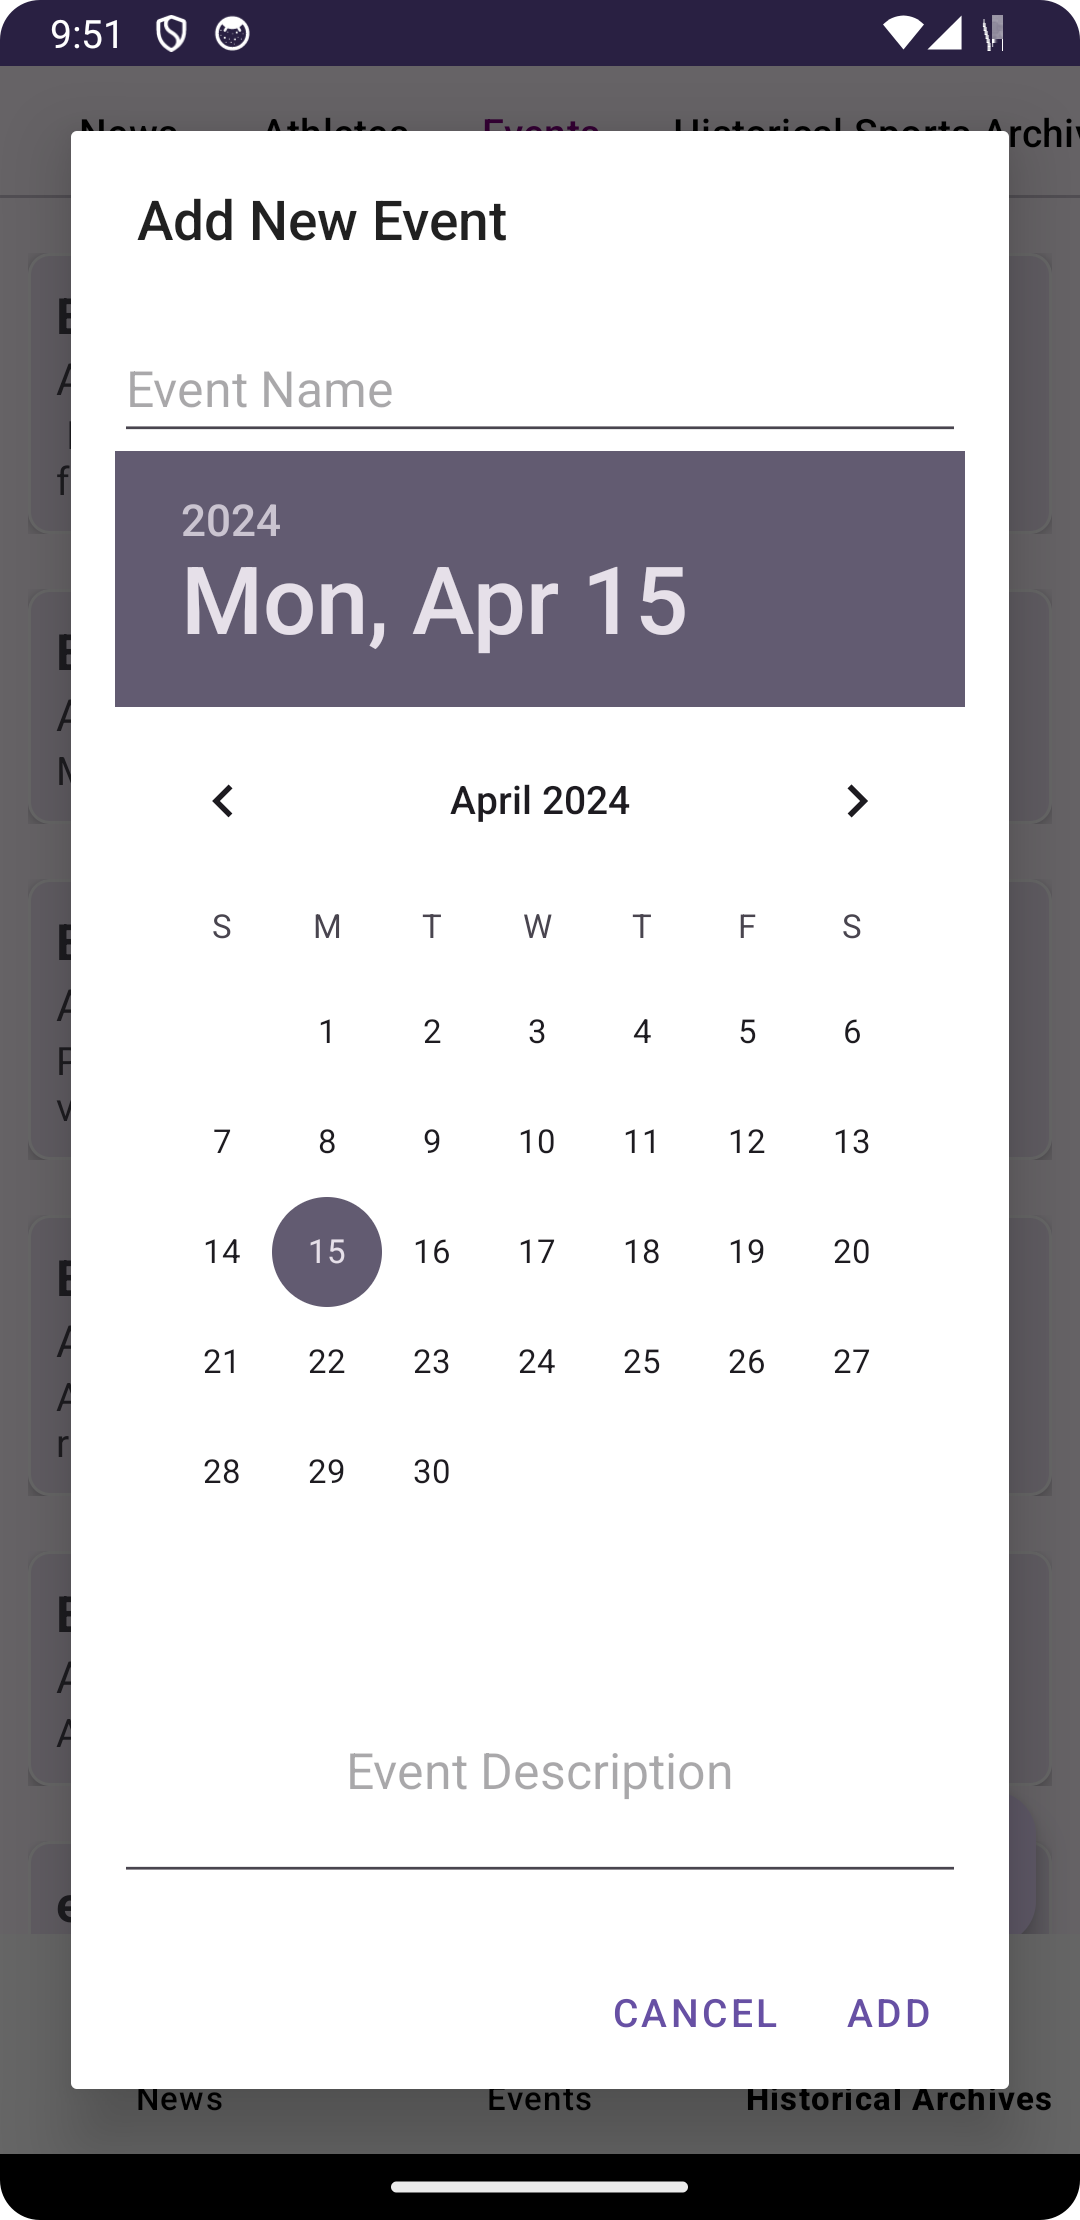 9:51
Add New Event
Event Name
2024
Mon, Apr 15
April 2024
S M T W T F S
1 2 3 4 5 6
7 8 9 10 11 12 13
14 15 16 17 18 19 20
21 22 23 24 25 26 27
28 29 30
Event Description
CANCEL ADD
News Events Historical Archives